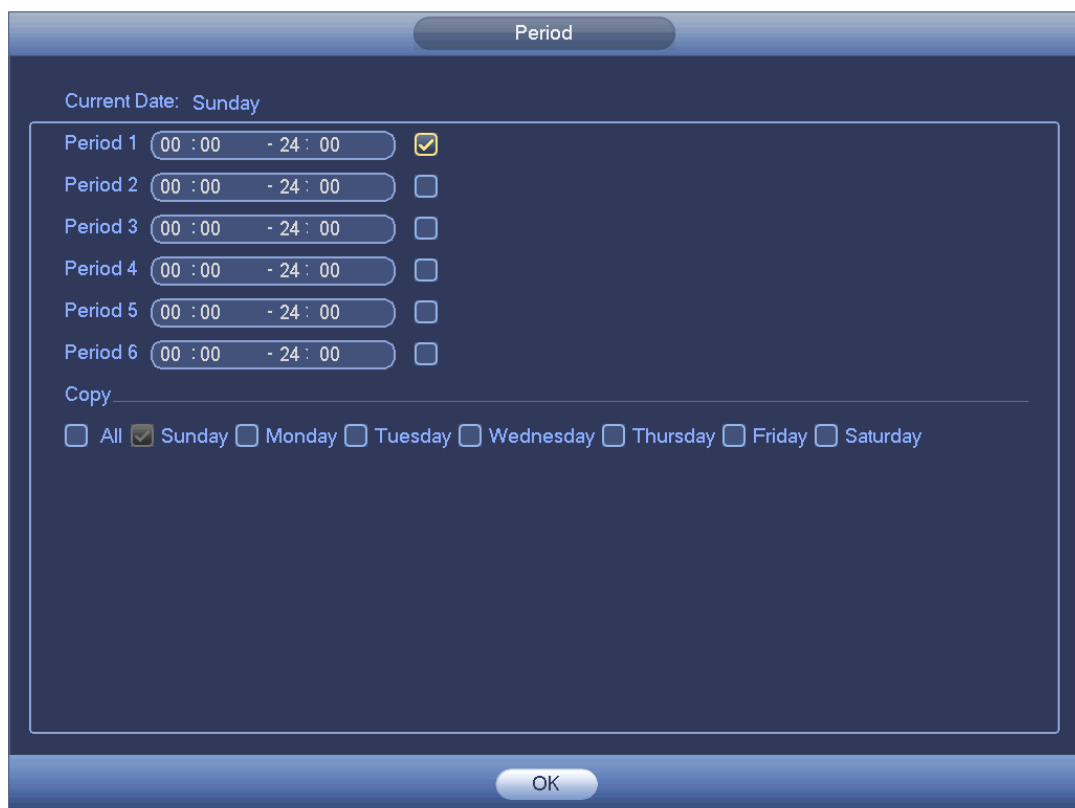 Period
Current Date: Sunday
Period 1 00 :00 - 24 : 00
Period 2 00 :00 - 24 : 00
Period 3 00 :00 - 24 : 00
Period 4 00 :00 - 24 : 00
Period 5 00 :00 - 24 : 00
Period 6 00 :00 - 24 : 00
Copy
All Sunday Monday Tuesday Wednesday Thursday Friday Saturday
OK